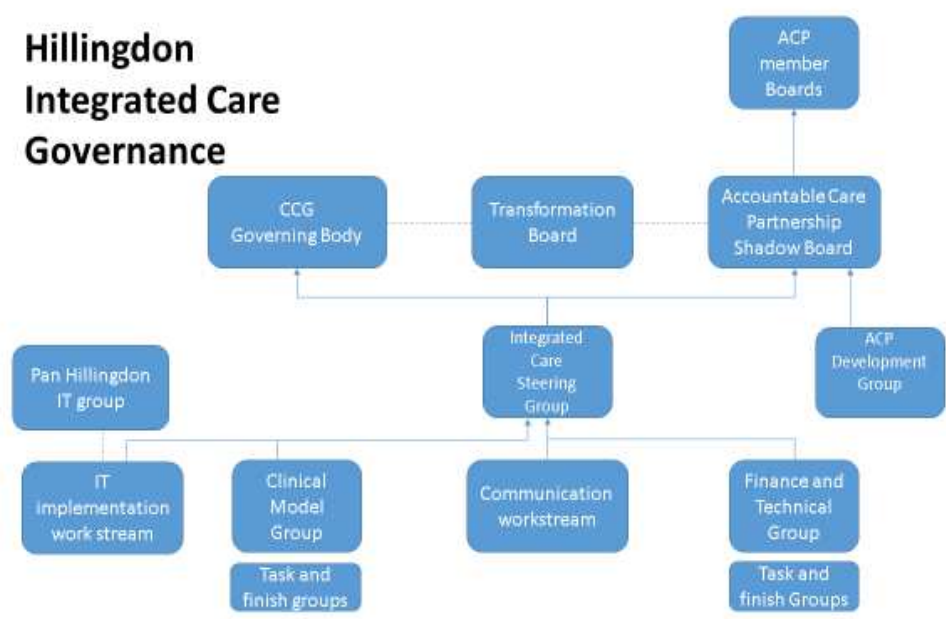 Hillingdon
Integrated Care
Governance
ACP
member
Boards
CCG
Governing Body
Transformation
Board
Accountable Care
Partnership
Shadow Board
Integrated
Care
Steering
Group
ACP
Development
Group
Pan Hillingdon
IT group
IT
implementation
work stream
Clinical
Model
Group
Communication
workstream
Finance and
Technical
Group
Task and
finish groups
Task and
finish Groups